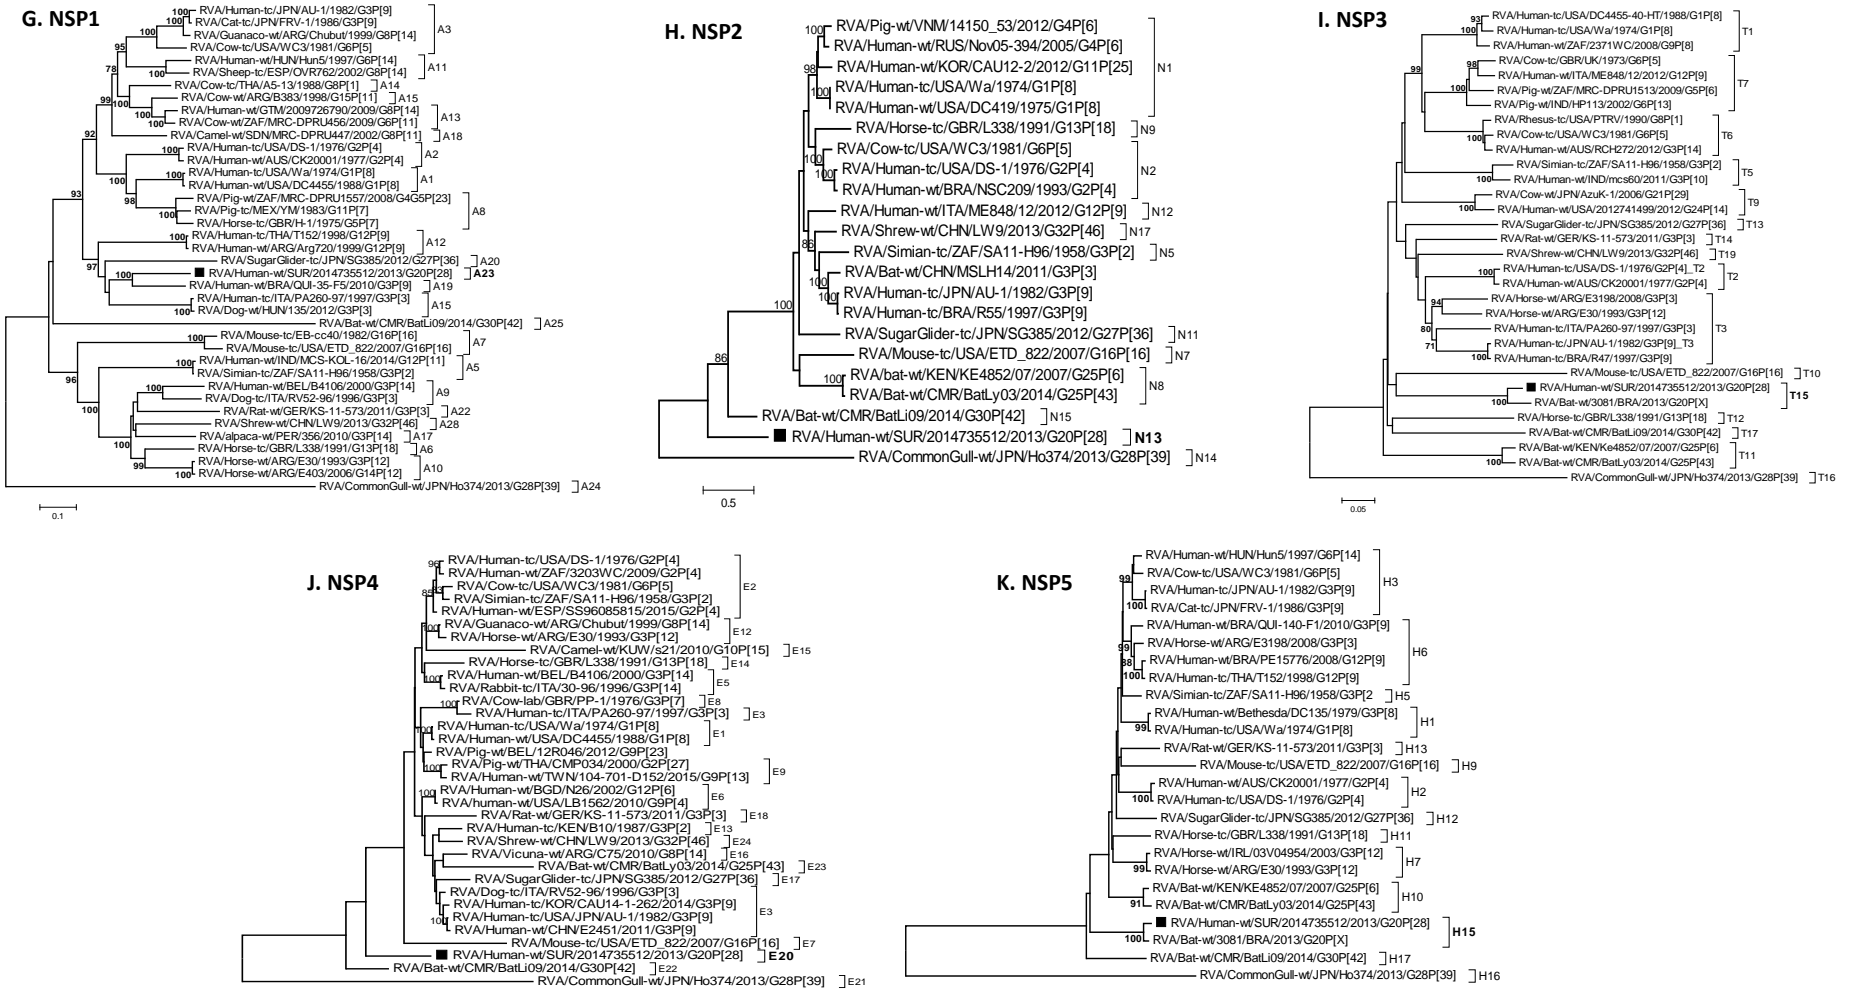 G. NSP1
RVA/Human-tc/JPN/AU-1/1982/G3P[9]
RVA/Cat-tc/JPN/FRV-1/1986/G3P[9]
RVA/Guanaco-wt/ARG/Chubut/1999/G8P[14]
RVA/Cow-tc/USA/WC3/1981/G6P[5]
A3
RVA/Human-wt/HUN/Hun5/1997/G6P[14]
RVA/Sheep-tc/ESP/OVR762/2002/G8P[14]
A11
RVA/Cow-tc/THA/A5-13/1988/G8P[1] A14
RVA/Cow-wt/ARG/B383/1998/G15P[11] A15
RVA/Human-wt/GTM/2009726790/2009/G8P[14]
RVA/Cow-wt/ZAF/MRC-DPRU456/2009/G6P[11]
A13
RVA/Camel-wt/SDN/MRC-DPRU447/2002/G8P[11] A18
RVA/Human-tc/USA/DS-1/1976/G2P[4]
RVA/Human-wt/AUS/CK20001/1977/G2P[4]
A2
RVA/Human-tc/USA/Wa/1974/G1P[8]
RVA/Human-wt/USA/DC4455/1988/G1P[8]
A1
RVA/Pig-wt/ZAF/MRC-DPRU1557/2008/G4G5P[23]
RVA/Pig-tc/MEX/YM/1983/G11P[7]
RVA/Horse-tc/GBR/H-1/1975/G5P[7]
A8
RVA/Human-tc/THA/T152/1998/G12P[9]
RVA/Human-wt/ARG/Arg720/1999/G12P[9]
A12
RVA/SugarGlider-tc/JPN/SG385/2012/G27P[36] A20
RVA/Human-wt/SUR/2014735512/2013/G20P[28] A23
RVA/Human-wt/BRA/QUI-35-F5/2010/G3P[9] A19
RVA/Human-tc/ITA/PA260-97/1997/G3P[3]
RVA/Dog-wt/HUN/135/2012/G3P[3]
A15
RVA/Bat-wt/CMR/BatLi09/2014/G30P[42] A25
RVA/Mouse-tc/EB-cc40/1982/G16P[16]
RVA/Mouse-tc/USA/ETD_822/2007/G16P[16]
A7
RVA/Human-wt/IND/MCS-KOL-16/2014/G12P[11]
RVA/Simian-tc/ZAF/SA11-H96/1958/G3P[2]
A5
RVA/Human-wt/BEL/B4106/2000/G3P[14]
RVA/Dog-tc/ITA/RV52-96/1996/G3P[3]
A9
RVA/Rat-wt/GER/KS-11-573/2011/G3P[3] A22
RVA/Shrew-wt/CHN/LW9/2013/G32P[46] A28
RVA/alpaca-wt/PER/356/2010/G3P[14] A17
RVA/Horse-tc/GBR/L338/1991/G13P[18] A6
RVA/Horse-wt/ARG/E30/1993/G3P[12]
RVA/Horse-wt/ARG/E403/2006/G14P[12]
A10
RVA/CommonGull-wt/JPN/Ho374/2013/G28P[39] A24
100
100
95
100
78
99
100
100
92
100
100
100
98
100
93
100
97
100
100
100
96
100
100
100
100
99
100
0.1
H. NSP2
RVA/Pig-wt/VNM/14150_53/2012/G4P[6]
RVA/Human-wt/RUS/Nov05-394/2005/G4P[6]
RVA/Human-wt/KOR/CAU12-2/2012/G11P[25]
RVA/Human-tc/USA/Wa/1974/G1P[8]
RVA/Human-wt/USA/DC419/1975/G1P[8]
N1
RVA/Horse-tc/GBR/L338/1991/G13P[18] N9
RVA/Cow-tc/USA/WC3/1981/G6P[5]
RVA/Human-tc/USA/DS-1/1976/G2P[4]
RVA/Human-wt/BRA/NSC209/1993/G2P[4]
N2
RVA/Human-wt/ITA/ME848/12/2012/G12P[9] N12
RVA/Shrew-wt/CHN/LW9/2013/G32P[46] N17
RVA/Simian-tc/ZAF/SA11-H96/1958/G3P[2] N5
RVA/Bat-wt/CHN/MSLH14/2011/G3P[3]
RVA/Human-tc/JPN/AU-1/1982/G3P[9]
RVA/Human-tc/BRA/R55/1997/G3P[9]
RVA/SugarGlider-tc/JPN/SG385/2012/G27P[36] N11
RVA/Mouse-tc/USA/ETD_822/2007/G16P[16] N7
RVA/bat-wt/KEN/KE4852/07/2007/G25P[6]
RVA/Bat-wt/CMR/BatLy03/2014/G25P[43]
N8
RVA/Bat-wt/CMR/BatLi09/2014/G30P[42] N15
RVA/Human-wt/SUR/2014735512/2013/G20P[28] N13
RVA/CommonGull-wt/JPN/Ho374/2013/G28P[39] N14
100
98
100
100
100
86
100
100
100
100
86
0.5
I. NSP3
RVA/Human-tc/USA/DC4455-40-HT/1988/G1P[8]
RVA/Human-tc/USA/Wa/1974/G1P[8]
RVA/Human-wt/ZAF/2371WC/2008/G9P[8]
T1
RVA/Cow-tc/GBR/UK/1973/G6P[5]
RVA/Human-wt/ITA/ME848/12/2012/G12P[9]
RVA/Pig-wt/ZAF/MRC-DPRU1513/2009/G5P[6]
RVA/Pig-wt/IND/HP113/2002/G6P[13]
T7
RVA/Rhesus-tc/USA/PTRV/1990/G8P[1]
RVA/Cow-tc/USA/WC3/1981/G6P[5]
RVA/Human-wt/AUS/RCH272/2012/G3P[14]
T6
RVA/Simian-tc/ZAF/SA11-H96/1958/G3P[2]
RVA/Human-wt/IND/mcs60/2011/G3P[10]
T5
RVA/Cow-wt/JPN/AzuK-1/2006/G21P[29]
RVA/Human-wt/USA/2012741499/2012/G24P[14]
T9
RVA/SugarGlider-tc/JPN/SG385/2012/G27P[36] T13
RVA/Rat-wt/GER/KS-11-573/2011/G3P[3] T14
RVA/Shrew-wt/CHN/LW9/2013/G32P[46] T19
RVA/Human-tc/USA/DS-1/1976/G2P[4]_T2
RVA/Human-wt/AUS/CK20001/1977/G2P[4]
T2
RVA/Horse-wt/ARG/E3198/2008/G3P[3]
RVA/Horse-wt/ARG/E30/1993/G3P[12]
RVA/Human-tc/ITA/PA260-97/1997/G3P[3]
RVA/Human-tc/JPN/AU-1/1982/G3P[9]_T3
RVA/Human-tc/BRA/R47/1997/G3P[9]
T3
RVA/Mouse-tc/USA/ETD_822/2007/G16P[16] T10
RVA/Human-wt/SUR/2014735512/2013/G20P[28]
RVA/Bat-wt/3081/BRA/2013/G20P[X]
T15
RVA/Horse-tc/GBR/L338/1991/G13P[18] T12
RVA/Bat-wt/CMR/BatLi09/2014/G30P[42] T17
RVA/Bat-wt/KEN/Ke4852/07/2007/G25P[6]
RVA/Bat-wt/CMR/BatLy03/2014/G25P[43]
T11
RVA/CommonGull-wt/JPN/Ho374/2013/G28P[39] T16
93
100
99
98
100
100
100
100
100
94
80
71
100
100
100
0.05
J. NSP4
RVA/Human-tc/USA/DS-1/1976/G2P[4]
RVA/Human-wt/ZAF/3203WC/2009/G2P[4]
RVA/Cow-tc/USA/WC3/1981/G6P[5]
RVA/Simian-tc/ZAF/SA11-H96/1958/G3P[2]
RVA/Human-wt/ESP/SS96085815/2015/G2P[4]
E2
RVA/Guanaco-wt/ARG/Chubut/1999/G8P[14]
RVA/Horse-wt/ARG/E30/1993/G3P[12]
E12
RVA/Camel-wt/KUW/s21/2010/G10P[15] E15
RVA/Horse-tc/GBR/L338/1991/G13P[18] E14
RVA/Human-wt/BEL/B4106/2000/G3P[14]
RVA/Rabbit-tc/ITA/30-96/1996/G3P[14]
E5
RVA/Cow-lab/GBR/PP-1/1976/G3P[7] E8
RVA/Human-tc/ITA/PA260-97/1997/G3P[3] E3
RVA/Human-tc/USA/Wa/1974/G1P[8]
RVA/Human-wt/USA/DC4455/1988/G1P[8]
E1
RVA/Pig-wt/BEL/12R046/2012/G9P[23]
RVA/Pig-wt/THA/CMP034/2000/G2P[27]
RVA/Human-wt/TWN/104-701-D152/2015/G9P[13]
E9
RVA/Human-wt/BGD/N26/2002/G12P[6]
RVA/human-wt/USA/LB1562/2010/G9P[4]
E6
RVA/Rat-wt/GER/KS-11-573/2011/G3P[3] E18
RVA/Human-tc/KEN/B10/1987/G3P[2] E13
RVA/Shrew-wt/CHN/LW9/2013/G32P[46] E24
RVA/Vicuna-wt/ARG/C75/2010/G8P[14] E16
RVA/Bat-wt/CMR/BatLy03/2014/G25P[43] E23
RVA/SugarGlider-tc/JPN/SG385/2012/G27P[36] E17
RVA/Dog-tc/ITA/RV52-96/1996/G3P[3]
RVA/Human-tc/KOR/CAU14-1-262/2014/G3P[9]
RVA/Human-tc/USA/JPN/AU-1/1982/G3P[9]
RVA/Human-wt/CHN/E2451/2011/G3P[9]
E3
RVA/Mouse-tc/USA/ETD_822/2007/G16P[16] E7
RVA/Human-wt/SUR/2014735512/2013/G20P[28] E20
RVA/Bat-wt/CMR/BatLi09/2014/G30P[42] E22
RVA/CommonGull-wt/JPN/Ho374/2013/G28P[39] E21
96
100
100
100
100
100
100
100
K. NSP5
RVA/Human-wt/HUN/Hun5/1997/G6P[14]
RVA/Cow-tc/USA/WC3/1981/G6P[5]
RVA/Human-tc/JPN/AU-1/1982/G3P[9]
RVA/Cat-tc/JPN/FRV-1/1986/G3P[9]
H3
RVA/Human-wt/BRA/QUI-140-F1/2010/G3P[9]
RVA/Horse-wt/ARG/E3198/2008/G3P[3]
RVA/Human-wt/BRA/PE15776/2008/G12P[9]
RVA/Human-tc/THA/T152/1998/G12P[9]
H6
RVA/Simian-tc/ZAF/SA11-H96/1958/G3P[2 H5
RVA/Human-wt/Bethesda/DC135/1979/G3P[8]
RVA/Human-tc/USA/Wa/1974/G1P[8]
H1
RVA/Rat-wt/GER/KS-11-573/2011/G3P[3] H13
RVA/Mouse-tc/USA/ETD_822/2007/G16P[16] H9
RVA/Human-wt/AUS/CK20001/1977/G2P[4]
RVA/Human-tc/USA/DS-1/1976/G2P[4]
H2
RVA/SugarGlider-tc/JPN/SG385/2012/G27P[36] H12
RVA/Horse-tc/GBR/L338/1991/G13P[18] H11
RVA/Horse-wt/IRL/03V04954/2003/G3P[12]
RVA/Horse-wt/ARG/E30/1993/G3P[12]
H7
RVA/Bat-wt/KEN/KE4852/07/2007/G25P[6]
RVA/Bat-wt/CMR/BatLy03/2014/G25P[43]
H10
RVA/Human-wt/SUR/2014735512/2013/G20P[28]
RVA/Bat-wt/3081/BRA/2013/G20P[X]
H15
RVA/Bat-wt/CMR/BatLi09/2014/G30P[42] H17
RVA/CommonGull-wt/JPN/Ho374/2013/G28P[39] H16
99
100
99
88
100
99
100
99
91
100